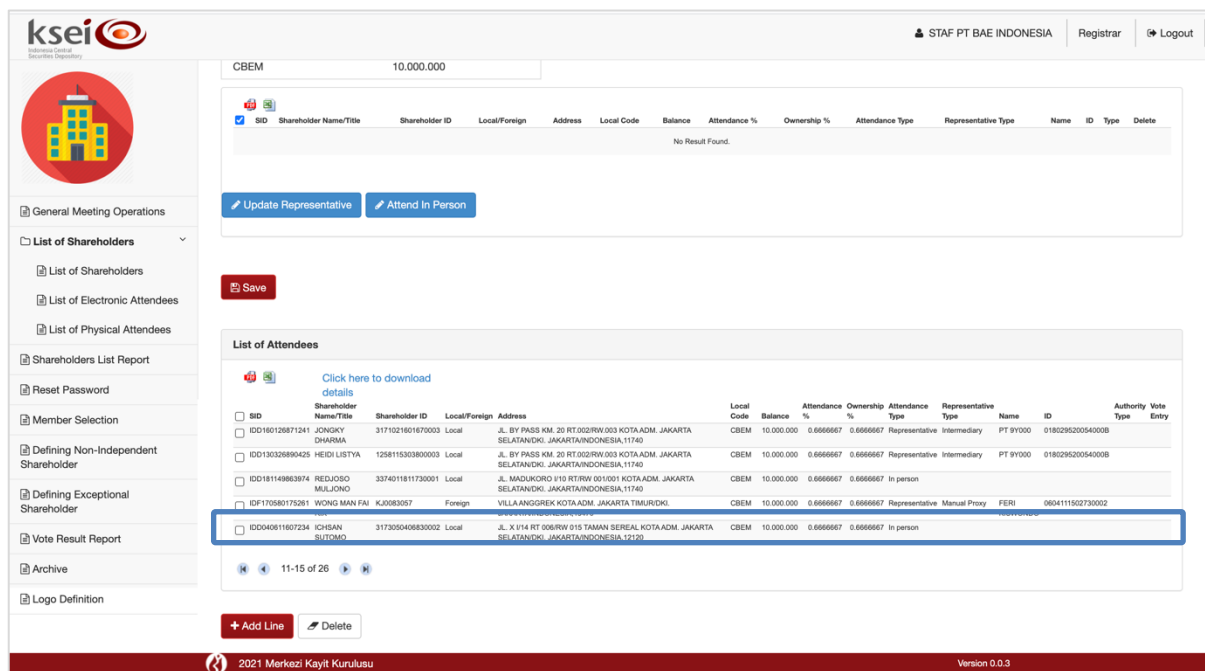 ksei
Indonesia Central
Securities Depository
STAF PT BAE INDONESIA Registrar Logout
CBEM 10.000.000
SID Shareholder Name/Title Shareholder ID Local/Foreign Address Local Code Balance Attendance % Ownership % Attendance Type Representative Type Name ID Type Delete
No Result Found.
Update Representative Attend In Person
General Meeting Operations
List of Shareholders
List of Shareholders
List of Electronic Attendees
List of Physical Attendees
Shareholders List Report
Reset Password
Member Selection
Defining Non-Independent
Shareholder
Defining Exceptional
Shareholder
Vote Result Report
Archive
Logo Definition
Save
List of Attendees
Click here to download
details
SID Shareholder Name/Title Shareholder ID Local/Foreign Address Local Code Balance Attendance % Ownership % Attendance Type Representative Type Name ID Authority Type Vote Entry
IDD160126871241 JONGKY 3171021601670003 Local JL. BY PASS KM. 20 RT.002/RW.003 KOTA ADM. JAKARTA CBEM 10.000.000 0.6666667 0.6666667 Representative Intermediary PT 9Y000 018029520054000B
DHARMA SELATAN/DKI. JAKARTA/INDONESIA,11740
IDD130326890425 HEIDI LISTYA 1258115303800003 Local JL. BY PASS KM. 20 RT.002/RW.003 KOTA ADM. JAKARTA CBEM 10.000.000 0.6666667 0.6666667 Representative Intermediary PT 9Y000 018029520054000B
SELATAN/DKI. JAKARTA/INDONESIA,11740
IDD181149863974 REDJOSO 3374011811730001 Local JL. MADUKORO I/10 RT/RW 001/001 KOTA ADM. JAKARTA CBEM 10.000.000 0.6666667 0.6666667 In person
MULJONO SELATAN/DKI. JAKARTA/INDONESIA,11740
IDF170580175261 WONG MAN FAI KJ0083057 Foreign VILLA ANGGREK KOTA ADM. JAKARTA TIMUR/DKI. CBEM 10.000.000 0.6666667 0.6666667 Representative Manual Proxy FERI 0604111502730002
IDD040611607234 ICHSAN 3173050406830002 Local JL. X I/14 RT 006/RW 015 TAMAN SEREAL KOTA ADM. JAKARTA CBEM 10.000.000 0.6666667 0.6666667 In person
SUTOMO SELATAN/DKI. JAKARTA/INDONESIA,12120
11-15 of 26
Add Line Delete
2021 Merkezi Kayit Kurulusu Version 0.0.3